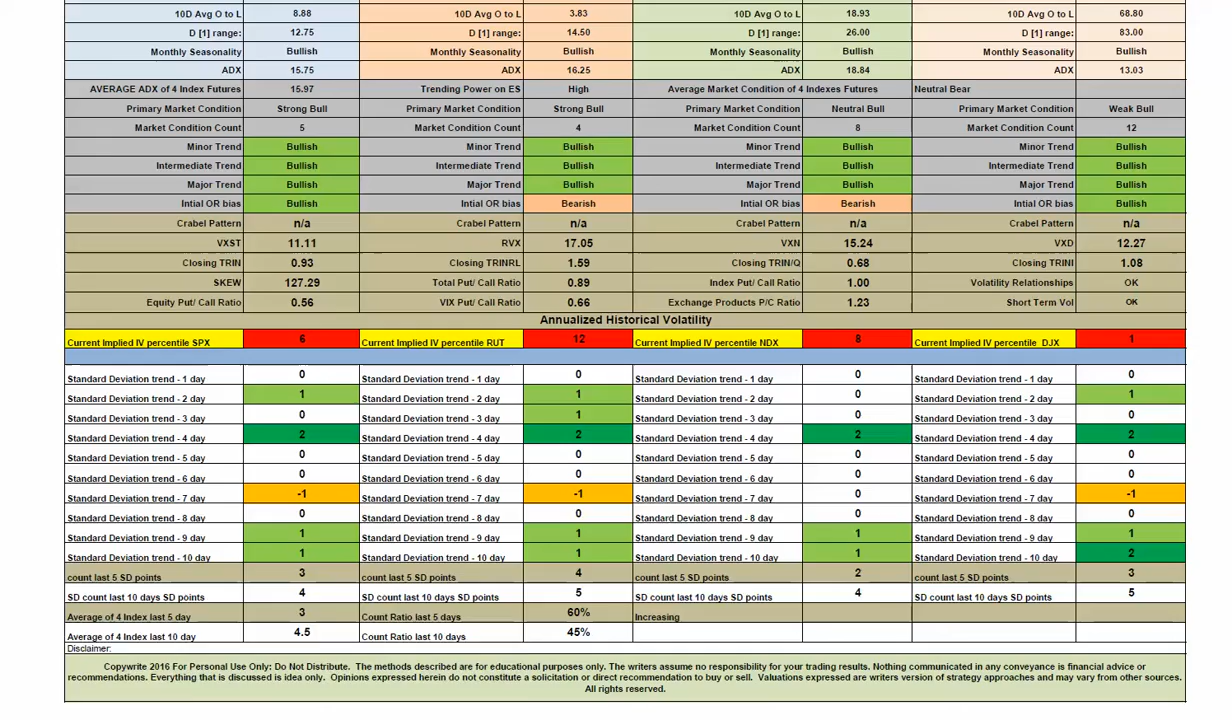 10D Avg O to L 8.88 10D Avg O to L 3.83 10D Avg O to L 18.93 10D Avg O to L 68.80
D [1] range: 12.75 D [1] range: 14.50 D [1] range: 26.00 D [1] range: 83.00
Monthly Seasonality Bullish Monthly Seasonality Bullish Monthly Seasonality Bullish Monthly Seasonality Bullish
ADX 15.75 ADX 16.25 ADX 18.84 ADX 13.03
AVERAGE ADX of 4 Index Futures 15.97 Trending Power on ES High Average Market Condition of 4 Indexes Futures Neutral Bear
Primary Market Condition Strong Bull Primary Market Condition Strong Bull Primary Market Condition Neutral Bull Primary Market Condition Weak Bull
Market Condition Count 5 Market Condition Count 4 Market Condition Count 8 Market Condition Count 12
Minor Trend Bullish Minor Trend Bullish Minor Trend Bullish Minor Trend Bullish
Intermediate Trend Bullish Intermediate Trend Bullish Intermediate Trend Bullish Intermediate Trend Bullish
Major Trend Bullish Major Trend Bullish Major Trend Bullish Major Trend Bullish
Intial OR bias Bullish Intial OR bias Bearish Intial OR bias Bearish Intial OR bias Bullish
Crabel Pattern n/a Crabel Pattern n/a Crabel Pattern n/a Crabel Pattern n/a
VXST 11.11 RVX 17.05 VXN 15.24 VXD 12.27
Closing TRIN 0.93 Closing TRINRL 1.59 Closing TRIN/Q 0.68 Closing TRINI 1.08
SKEW 127.29 Total Put/ Call Ratio 0.89 Index Put/ Call Ratio 1.00 Volatility Relationships OK
Equity Put/ Call Ratio 0.56 VIX Put/ Call Ratio 0.66 Exchange Products P/C Ratio 1.23 Short Term Vol OK
Annualized Historical Volatility
Current Implied IV percentile SPX 6 Current Implied IV percentile RUT 12 Current Implied IV percentile NDX 8 Current Implied IV percentile DJX 1
Standard Deviation trend - 1 day 0 Standard Deviation trend - 1 day 0 Standard Deviation trend - 1 day 0 Standard Deviation trend - 1 day 0
Standard Deviation trend - 2 day 1 Standard Deviation trend - 2 day 1 Standard Deviation trend - 2 day 0 Standard Deviation trend - 2 day 1
Standard Deviation trend - 3 day 0 Standard Deviation trend - 3 day 1 Standard Deviation trend - 3 day 0 Standard Deviation trend - 3 day 0
Standard Deviation trend - 4 day 2 Standard Deviation trend - 4 day 2 Standard Deviation trend - 4 day 2 Standard Deviation trend - 4 day 2
Standard Deviation trend - 5 day 0 Standard Deviation trend - 5 day 0 Standard Deviation trend - 5 day 0 Standard Deviation trend - 5 day 0
Standard Deviation trend - 6 day 0 Standard Deviation trend - 6 day 0 Standard Deviation trend - 6 day 0 Standard Deviation trend - 6 day 0
Standard Deviation trend - 7 day -1 Standard Deviation trend - 7 day -1 Standard Deviation trend - 7 day 0 Standard Deviation trend - 7 day -1
Standard Deviation trend - 8 day 0 Standard Deviation trend - 8 day 0 Standard Deviation trend - 8 day 0 Standard Deviation trend - 8 day 0
Standard Deviation trend - 9 day 1 Standard Deviation trend - 9 day 1 Standard Deviation trend - 9 day 1 Standard Deviation trend - 9 day 1
Standard Deviation trend - 10 day 1 Standard Deviation trend - 10 day 1 Standard Deviation trend - 10 day 1 Standard Deviation trend - 10 day 2
count last 5 SD points 3 count last 5 SD points 4 count last 5 SD points 2 count last 5 SD points 3
SD count last 10 days SD points 4 SD count last 10 days SD points 5 SD count last 10 days SD points 4 SD count last 10 days SD points 5
Average of 4 Index last 5 day 3 Count Ratio last 5 days 60% Increasing
Average of 4 Index last 10 day 4.5 Count Ratio last 10 days 45%
Disclaimer:
Copywrite 2016 For Personal Use Only: Do Not Distribute. The methods described are for educational purposes only. The writers assume no responsibility for your trading results. Nothing communicated in any conveyance is financial advice or
recommendations. Everything that is discussed is idea only. Opinions expressed herein do not constitute a solicitation or direct recommendation to buy or sell. Valuations expressed are writers version of strategy approaches and may vary from other sources.
All rights reserved.